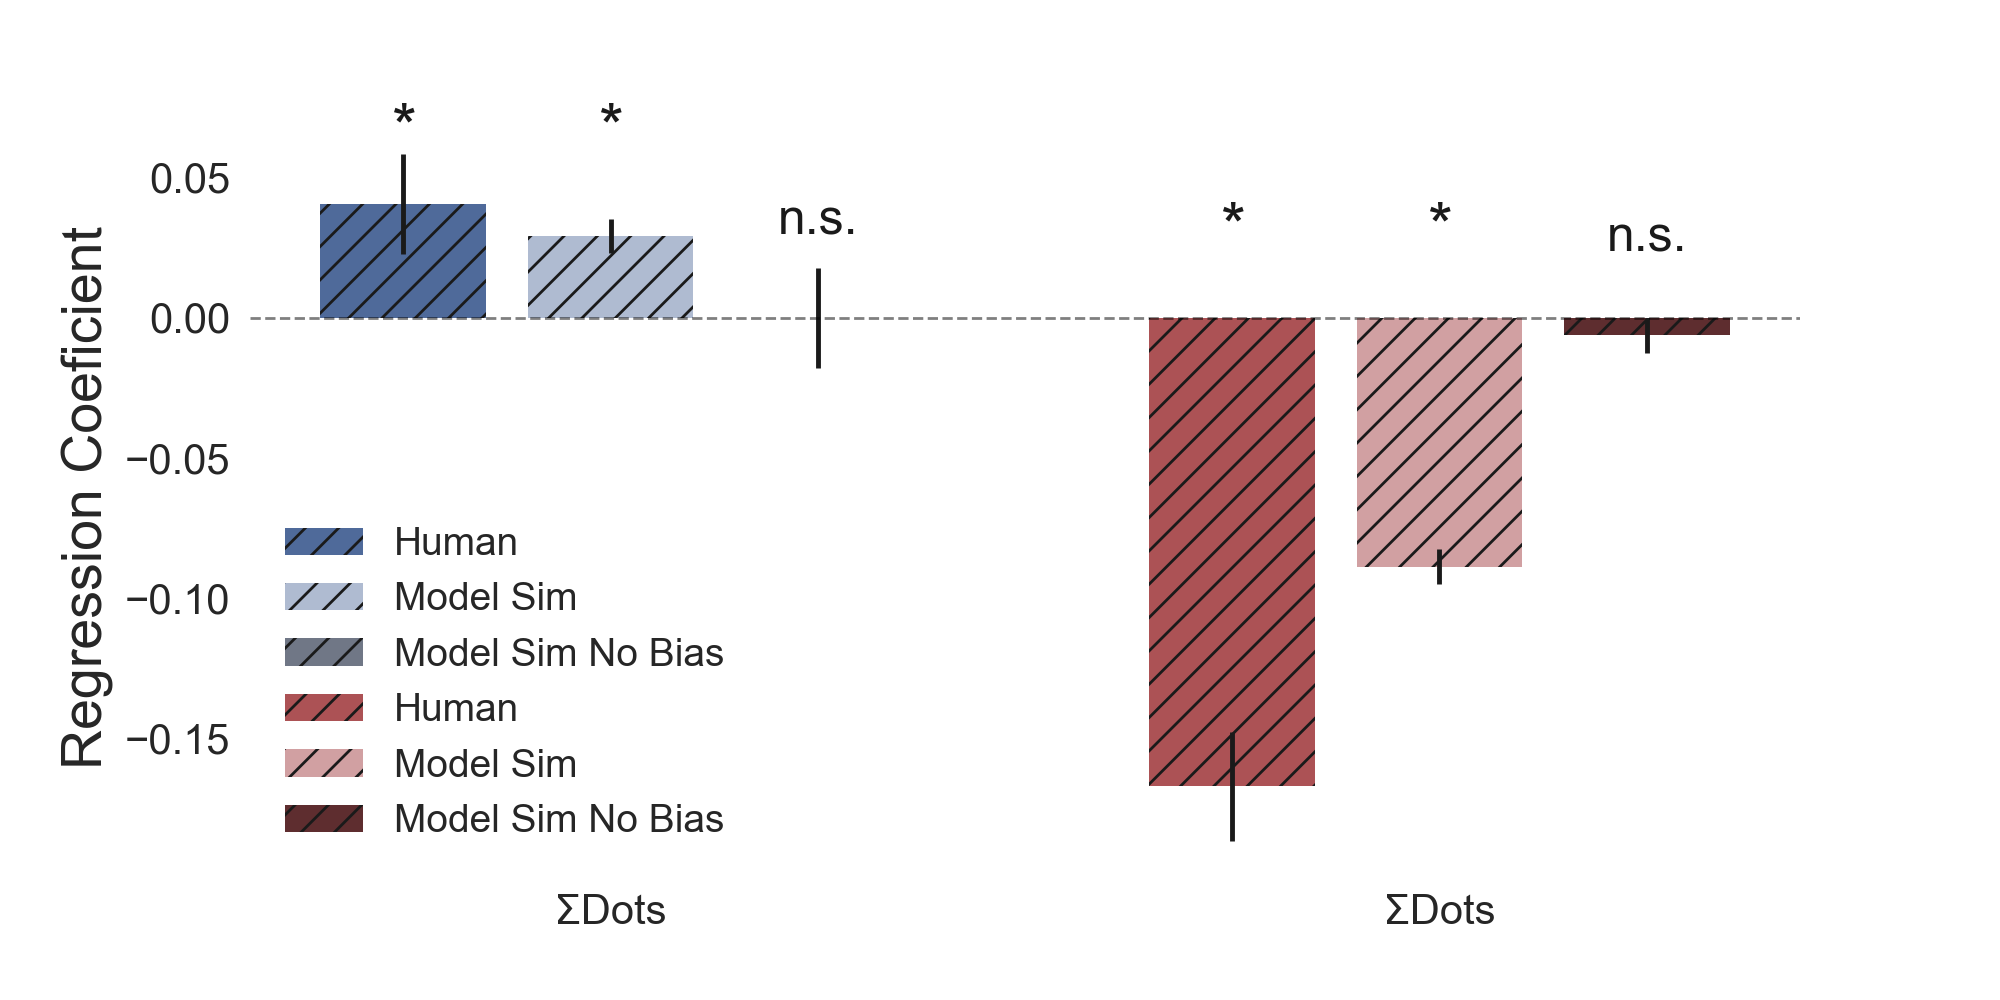 *
*
n.s.
*
*
n.s.
0.05
0.00
−0.05
−0.10
−0.15
Regression Coefficient
Human
Model Sim
Model Sim No Bias
Human
Model Sim
Model Sim No Bias
ΣDots
ΣDots